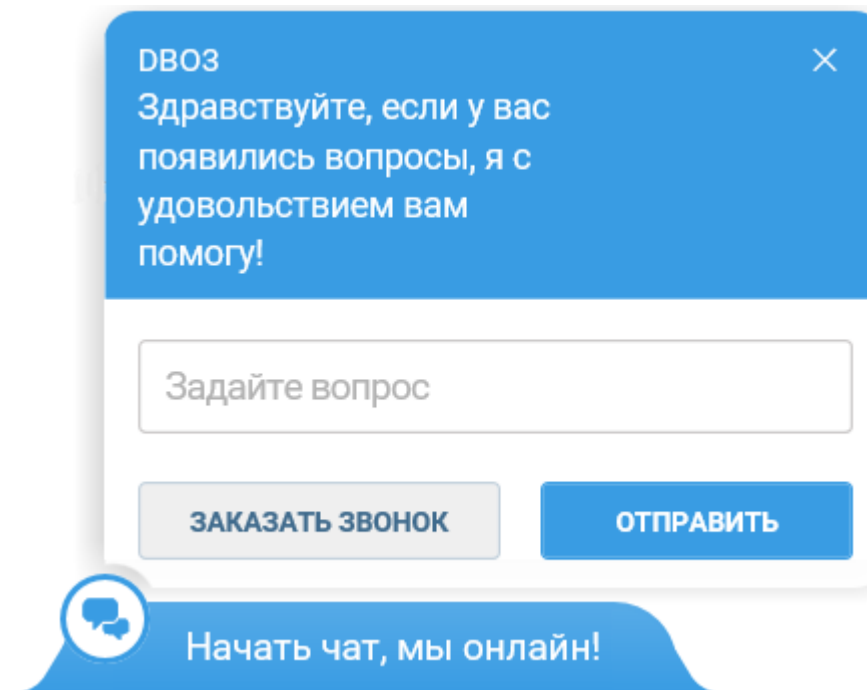 DBO3
Здравствуйте, если у вас
появились вопросы, я с
удовольствием вам
помогу!
Задайте вопрос
ЗАКАЗАТЬ ЗВОНОК
ОТПРАВИТЬ
Начать чат, мы онлайн!